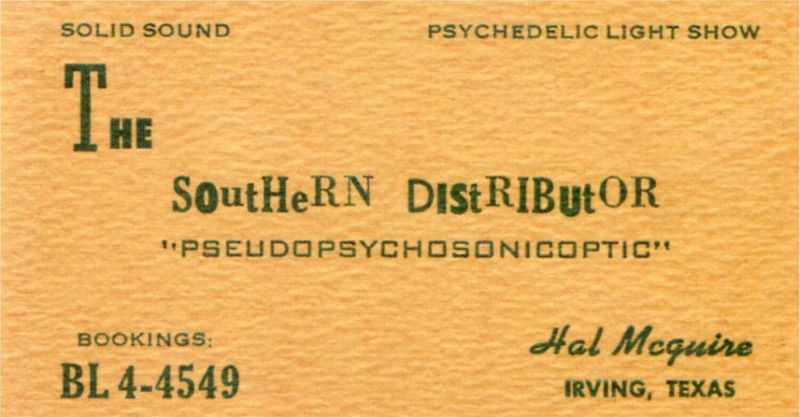 SOLID SOUND PSYCHEDELIC LIGHT SHOW
THE
SOutHeRN DIStRIButOR
"PSEUDOPSYCHOSONICOPTIC"
BOOKINGS: Hal Mcguire
BL 4-4549 IRVING, TEXAS